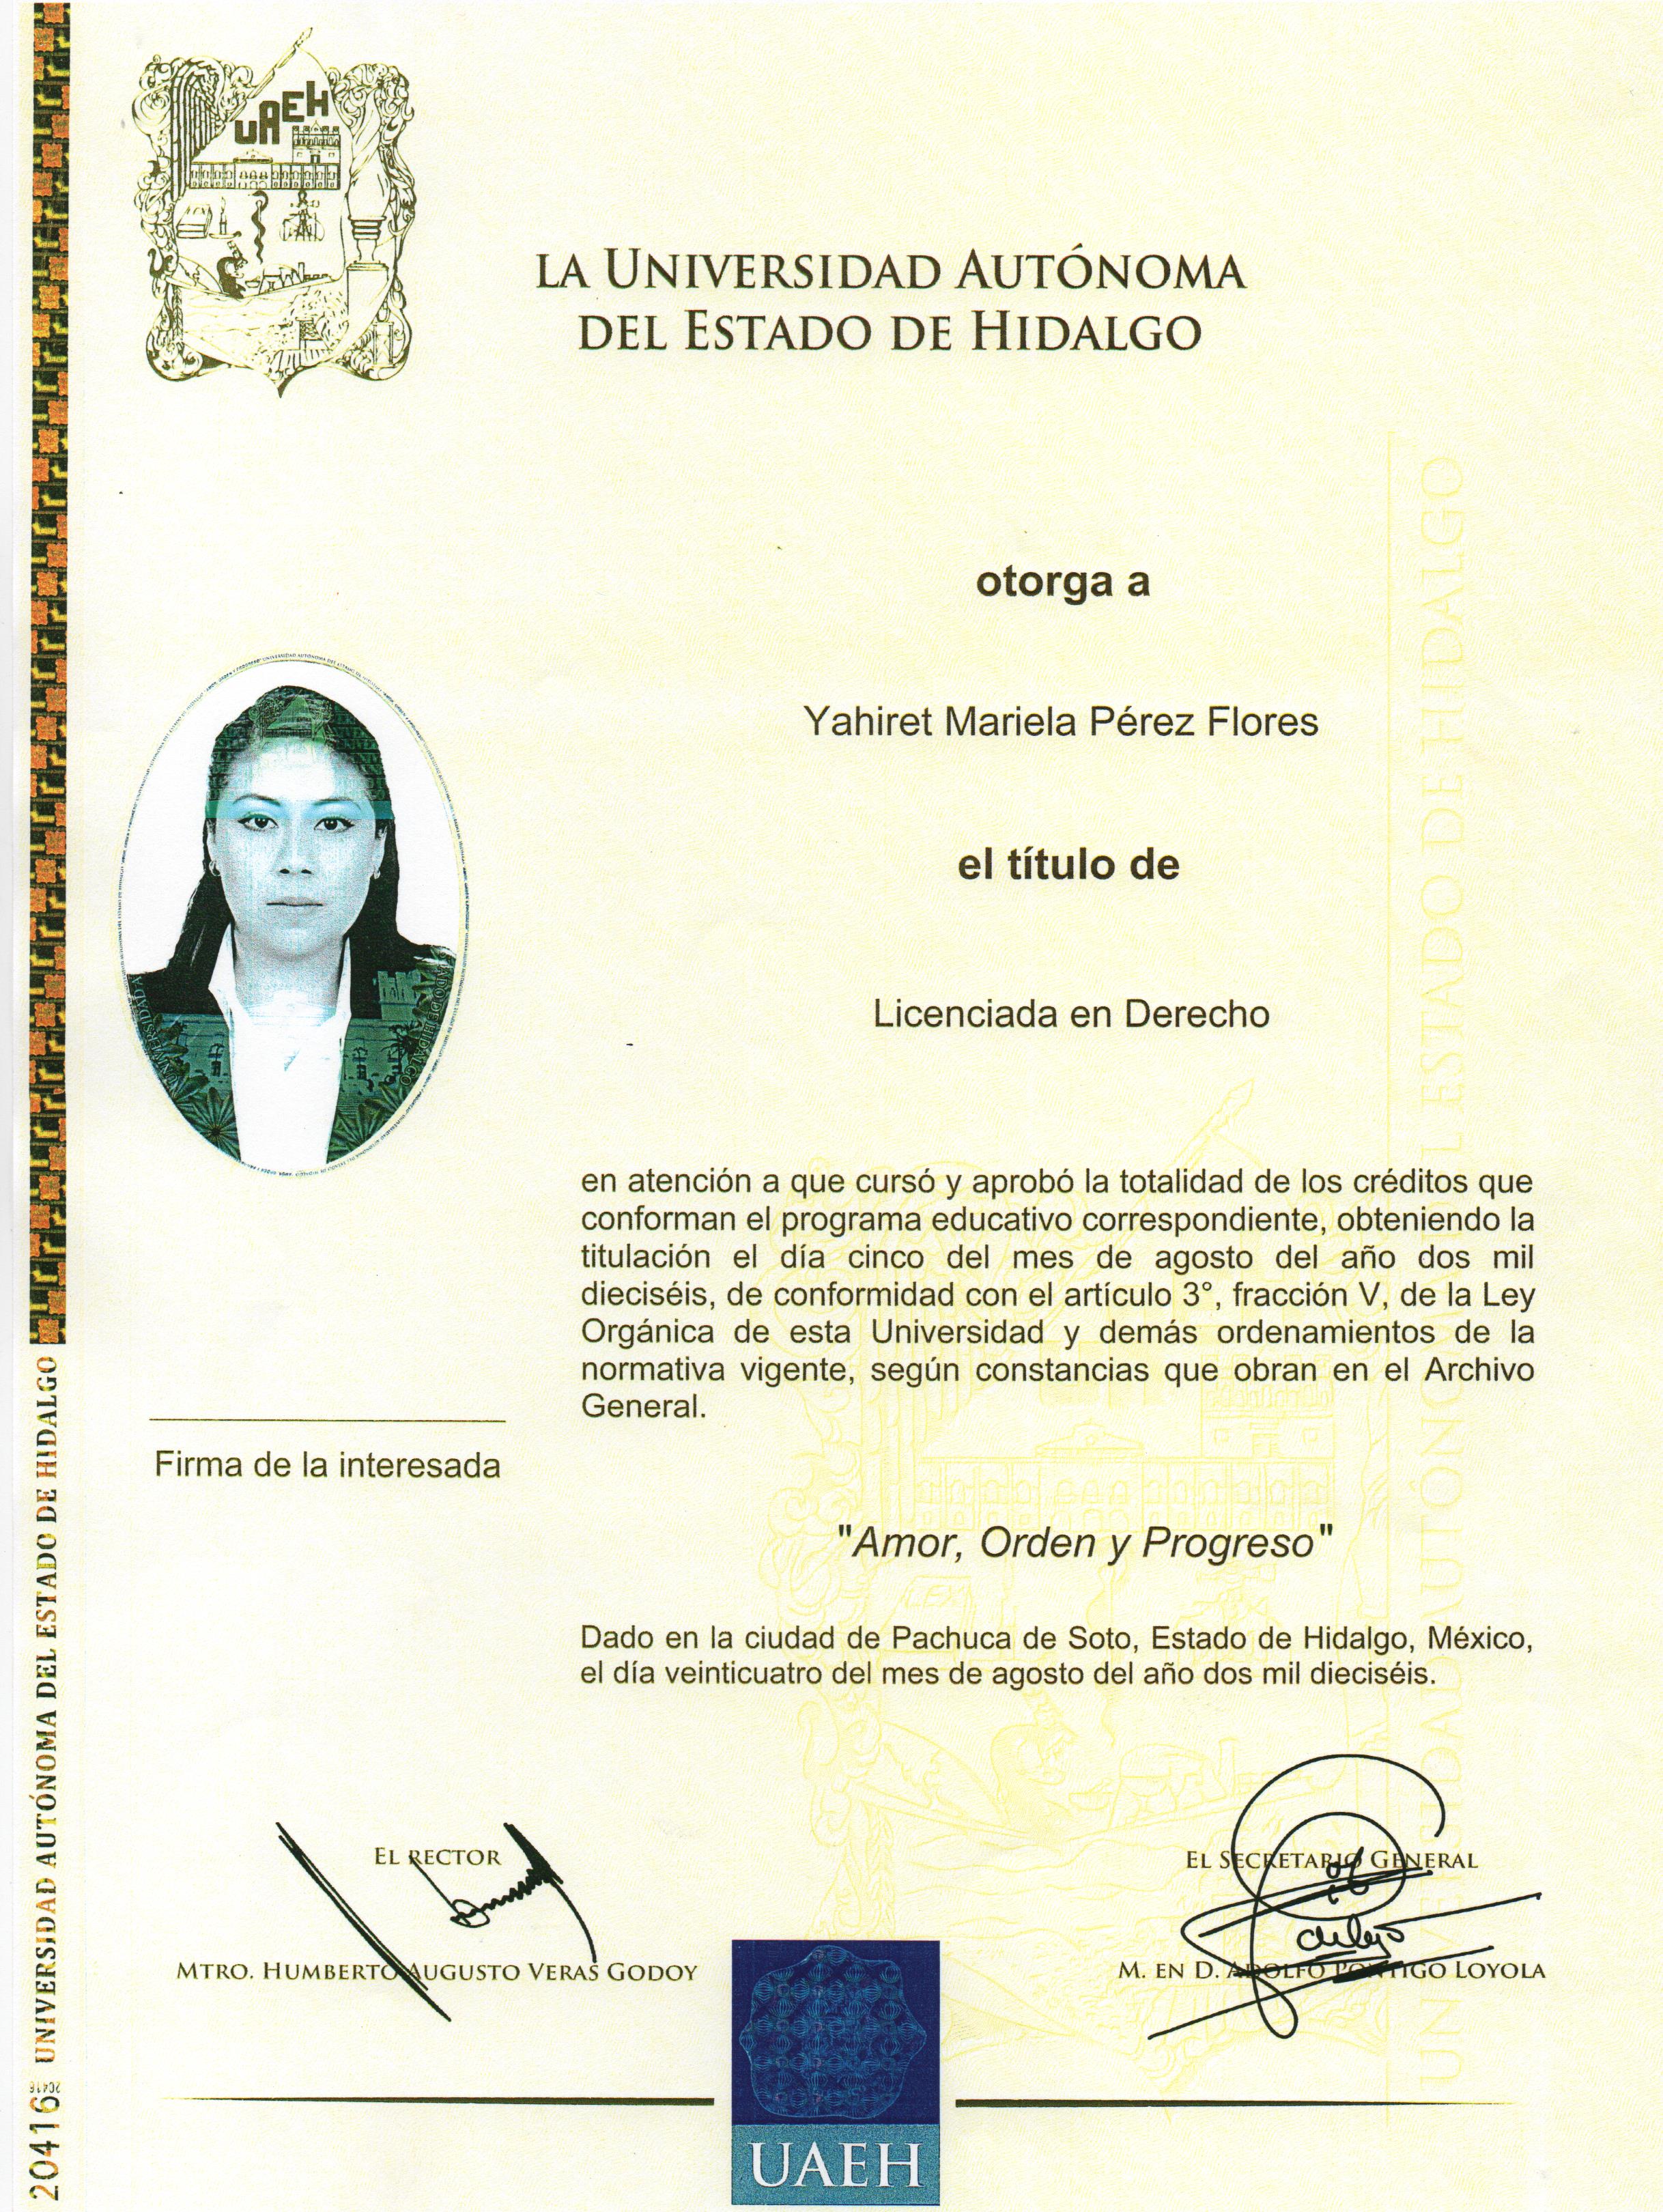 UAEH
LA UNIVERSIDAD AUTÓNOMA
DEL ESTADO DE HIDALGO
otorga a
Yahiret Mariela Pérez Flores
el título de
Licenciada en Derecho
en atención a que cursó y aprobó la totalidad de los créditos que
conforman el programa educativo correspondiente, obteniendo la
titulación el día cinco del mes de agosto del año dos mil
dieciséis, de conformidad con el artículo 3°, fracción V, de la Ley
Orgánica de esta Universidad y demás ordenamientos de la
normativa vigente, según constancias que obran en el Archivo
General.
Firma de la interesada
"Amor, Orden y Progreso"
LEX
Dado en la ciudad de Pachuca de Soto, Estado de Hidalgo, México,
el día veinticuatro del mes de agosto del año dos mil dieciséis.
EL RECTOR
MTRO. HUMBERTO AUGUSTO VERAS GODOY
EL SECRETARIO GENERAL
M. EN D. ADOLFO PONTIGO LOYOLA
UAEH
20416
20416
UNIVERSIDAD AUTÓNOMA DEL ESTADO DE HIDALGO
UNIVERSIDAD AUTÓNOMA DEL ESTADO DE HIDALGO